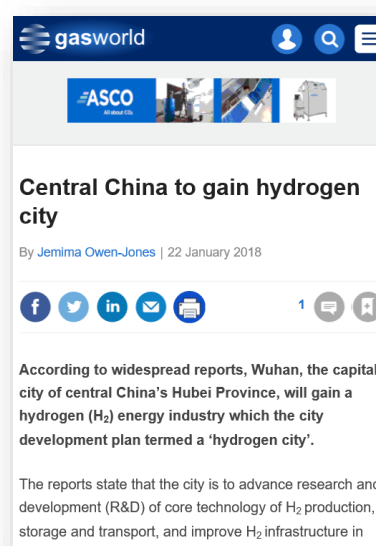 gasworld
ASCO
All about CO₂
Central China to gain hydrogen
city
By Jemima Owen-Jones | 22 January 2018
f in 1
According to widespread reports, Wuhan, the capital
city of central China’s Hubei Province, will gain a
hydrogen (H₂) energy industry which the city
development plan termed a ‘hydrogen city’.
The reports state that the city is to advance research and
development (R&D) of core technology of H₂ production,
storage and transport, and improve H₂ infrastructure in